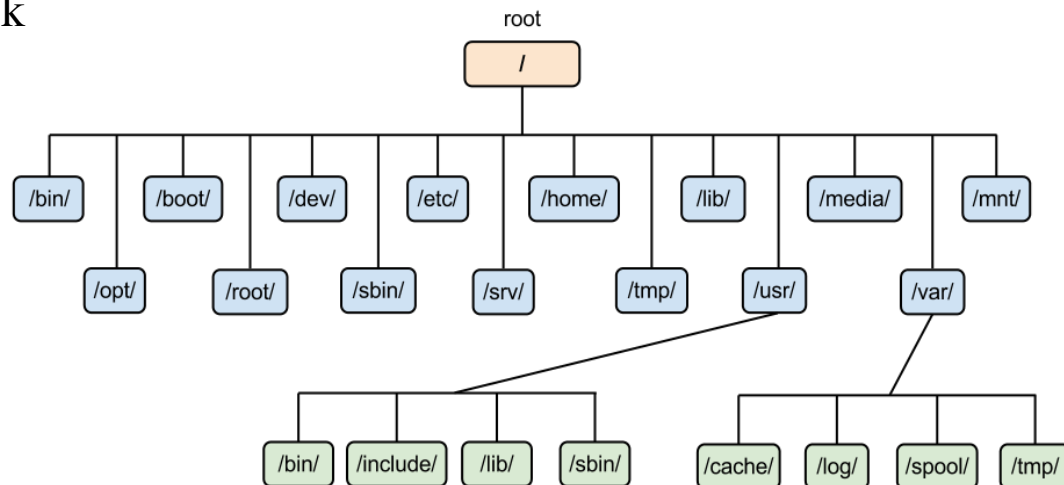 k
root
/
/bin/ /boot/ /dev/ /etc/ /home/ /lib/ /media/ /mnt/
/opt/ /root/ /sbin/ /srv/ /tmp/ /usr/ /var/
/bin/ /include/ /lib/ /sbin/ /cache/ /log/ /spool/ /tmp/